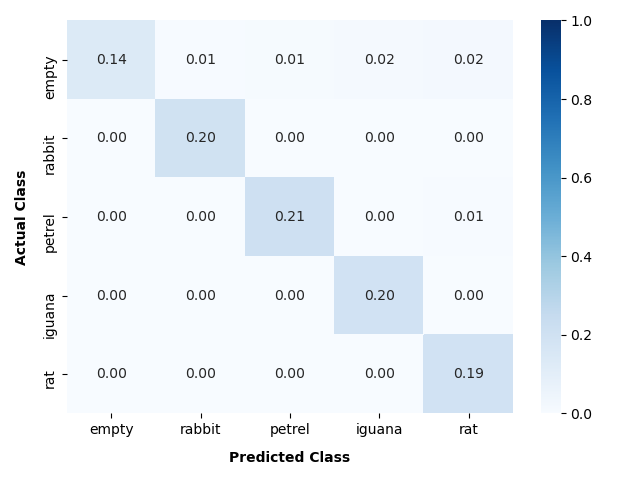 empty 0.14 0.01 0.01 0.02 0.02
rabbit 0.00 0.20 0.00 0.00 0.00
petrel 0.00 0.00 0.21 0.00 0.01
iguana 0.00 0.00 0.00 0.20 0.00
rat 0.00 0.00 0.00 0.00 0.19
empty rabbit petrel iguana rat
Predicted Class
Actual Class
1.0
0.8
0.6
0.4
0.2
0.0